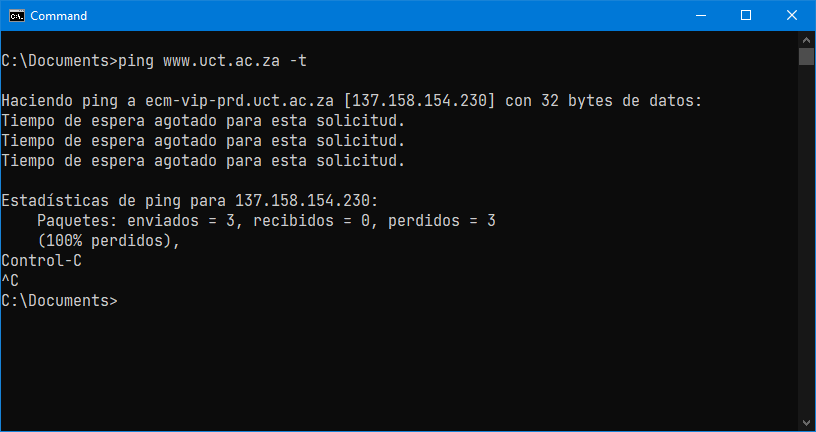 Command
C:\Documents>ping www.uct.ac.za -t
Haciendo ping a ecm-vip-prd.uct.ac.za [137.158.154.230] con 32 bytes de datos:
Tiempo de espera agotado para esta solicitud.
Tiempo de espera agotado para esta solicitud.
Tiempo de espera agotado para esta solicitud.
Estadísticas de ping para 137.158.154.230:
    Paquetes: enviados = 3, recibidos = 0, perdidos = 3
    (100% perdidos),
Control-C
^C
C:\Documents>